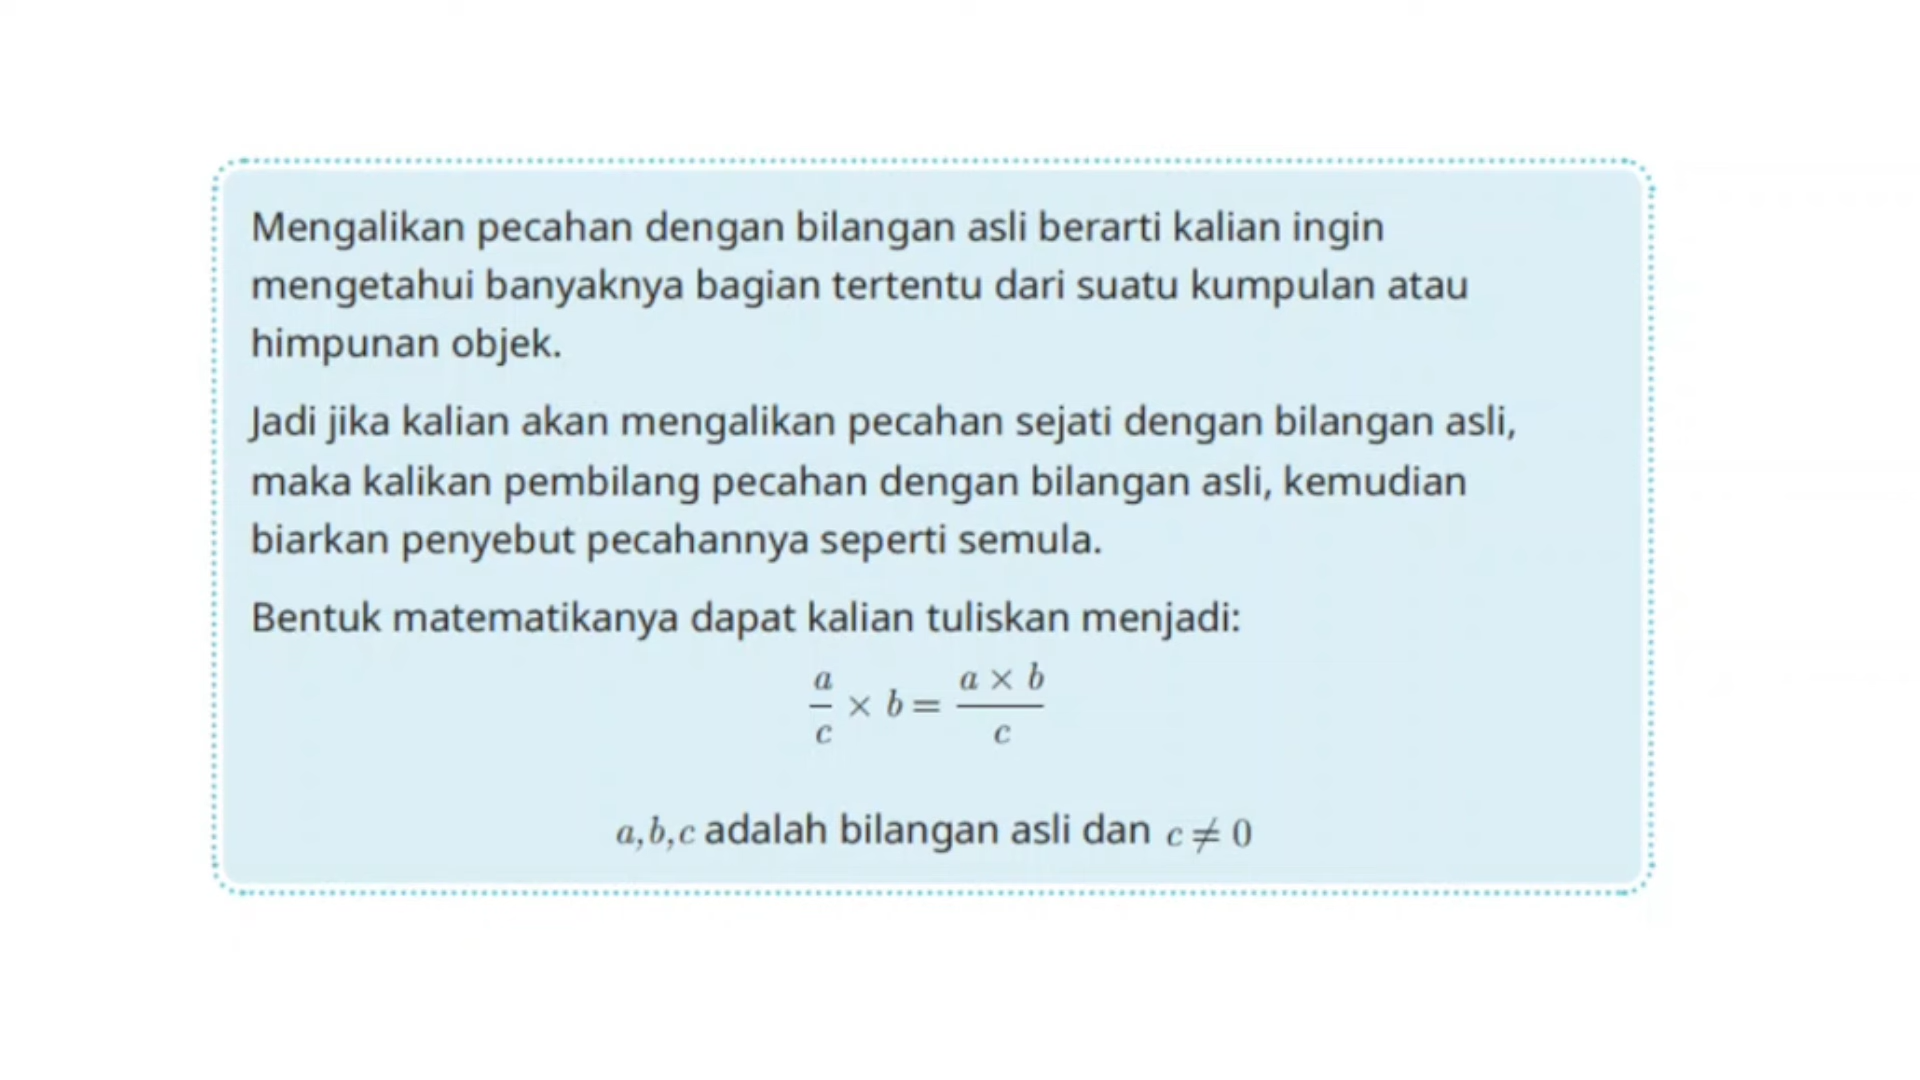 Mengalikan pecahan dengan bilangan asli berarti kalian ingin
mengetahui banyaknya bagian tertentu dari suatu kumpulan atau
himpunan objek.
Jadi jika kalian akan mengalikan pecahan sejati dengan bilangan asli,
maka kalikan pembilang pecahan dengan bilangan asli, kemudian
biarkan penyebut pecahannya seperti semula.
Bentuk matematikanya dapat kalian tuliskan menjadi:
a/c × b = a × b/c
a,b,c adalah bilangan asli dan c ≠ 0